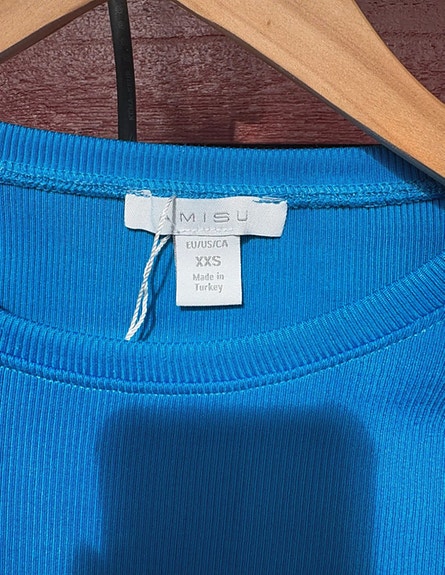 AMISU
EU/US/CA
XXS
Made in
Turkey